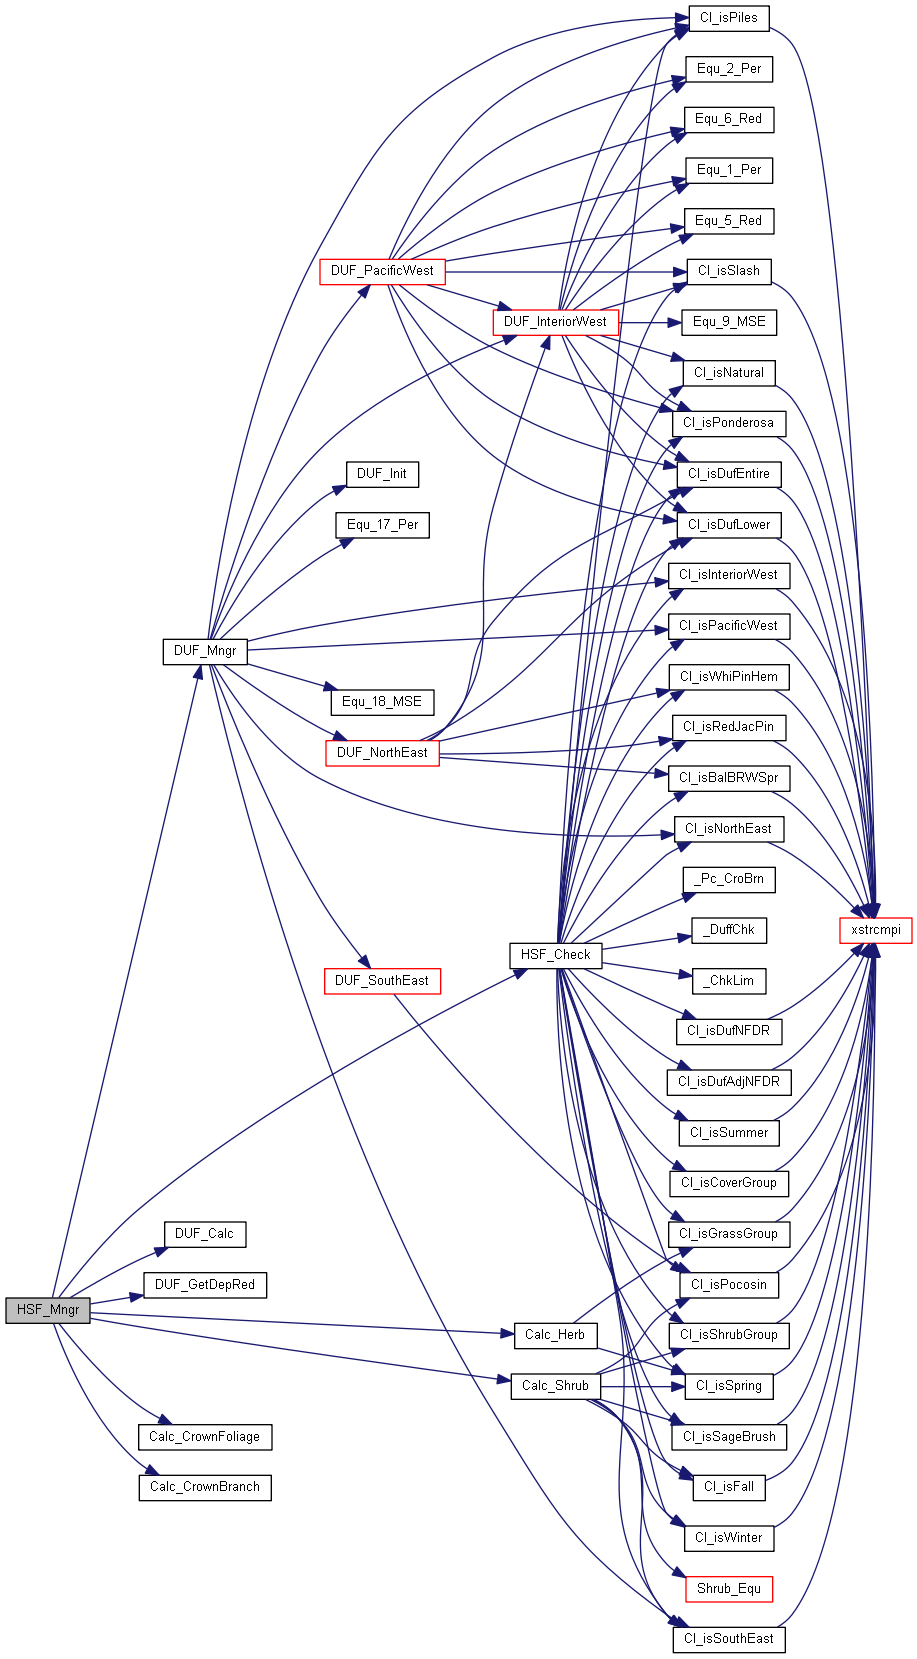 CI_isPiles
Equ_2_Per
Equ_6_Red
Equ_1_Per
Equ_5_Red
DUF_PacificWest
CI_isSlash
DUF_InteriorWest
Equ_9_MSE
CI_isNatural
CI_isPonderosa
DUF_Init
CI_isDufEntire
Equ_17_Per
CI_isDufLower
CI_isInteriorWest
CI_isPacificWest
DUF_Mngr
CI_isWhiPinHem
Equ_18_MSE
CI_isRedJacPin
DUF_NorthEast
CI_isBalBRWSpr
CI_isNorthEast
_Pc_CroBrn
_DuffChk
xstrcmpi
HSF_Check
DUF_SouthEast
_ChkLim
CI_isDufNFDR
CI_isDufAdjNFDR
CI_isSummer
CI_isCoverGroup
DUF_Calc
CI_isGrassGroup
DUF_GetDepRed
CI_isPocosin
HSF_Mngr
Calc_Herb
CI_isShrubGroup
Calc_Shrub
CI_isSpring
Calc_CrownFoliage
CI_isSageBrush
Calc_CrownBranch
CI_isFall
CI_isWinter
Shrub_Equ
CI_isSouthEast